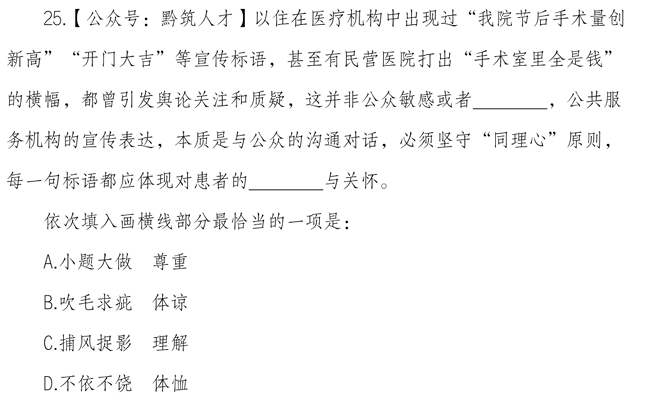 25.【公众号：黔筑人才】以住在医疗机构中出现过“我院节后手术量创
新高”“开门大吉”等宣传标语，甚至有民营医院打出“手术室里全是钱”
的横幅，都曾引发舆论关注和质疑，这并非公众敏感或者________，公共服
务机构的宣传表达，本质是与公众的沟通对话，必须坚守“同理心”原则，
每一句标语都应体现对患者的________与关怀。
依次填入画横线部分最恰当的一项是：
A.小题大做 尊重
B.吹毛求疵 体谅
C.捕风捉影 理解
D.不依不饶 体恤